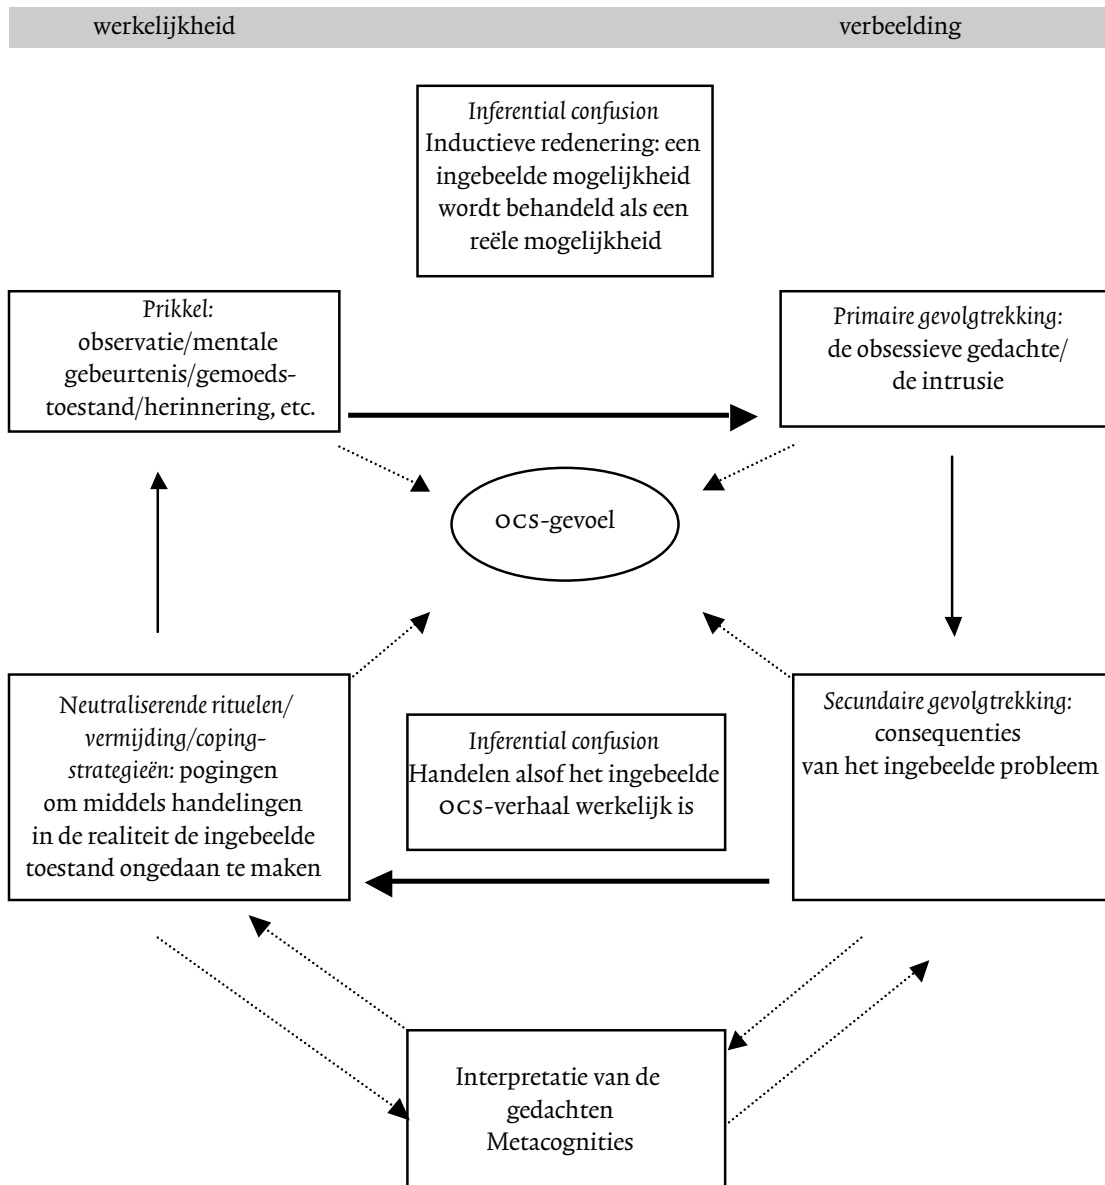 werkelijkheid
verbeelding
Inferential confusion
Inductieve redenering: een
ingebeelde mogelijkheid
wordt behandeld als een
reële mogelijkheid
Prikkel:
observatie/mentale
gebeurtenis/gemoeds-
toestand/herinnering, etc.
Primaire gevolgtrekking:
de obsessieve gedachte/
de intrusie
OCS-gevoel
Neutraliserende rituelen/
vermijding/coping-
strategieën: pogingen
om middels handelingen
in de realiteit de ingebeelde
toestand ongedaan te maken
Inferential confusion
Handelen alsof het ingebeelde
OCS-verhaal werkelijk is
Secundaire gevolgtrekking:
consequenties
van het ingebeelde probleem
Interpretatie van de
gedachten
Metacognities